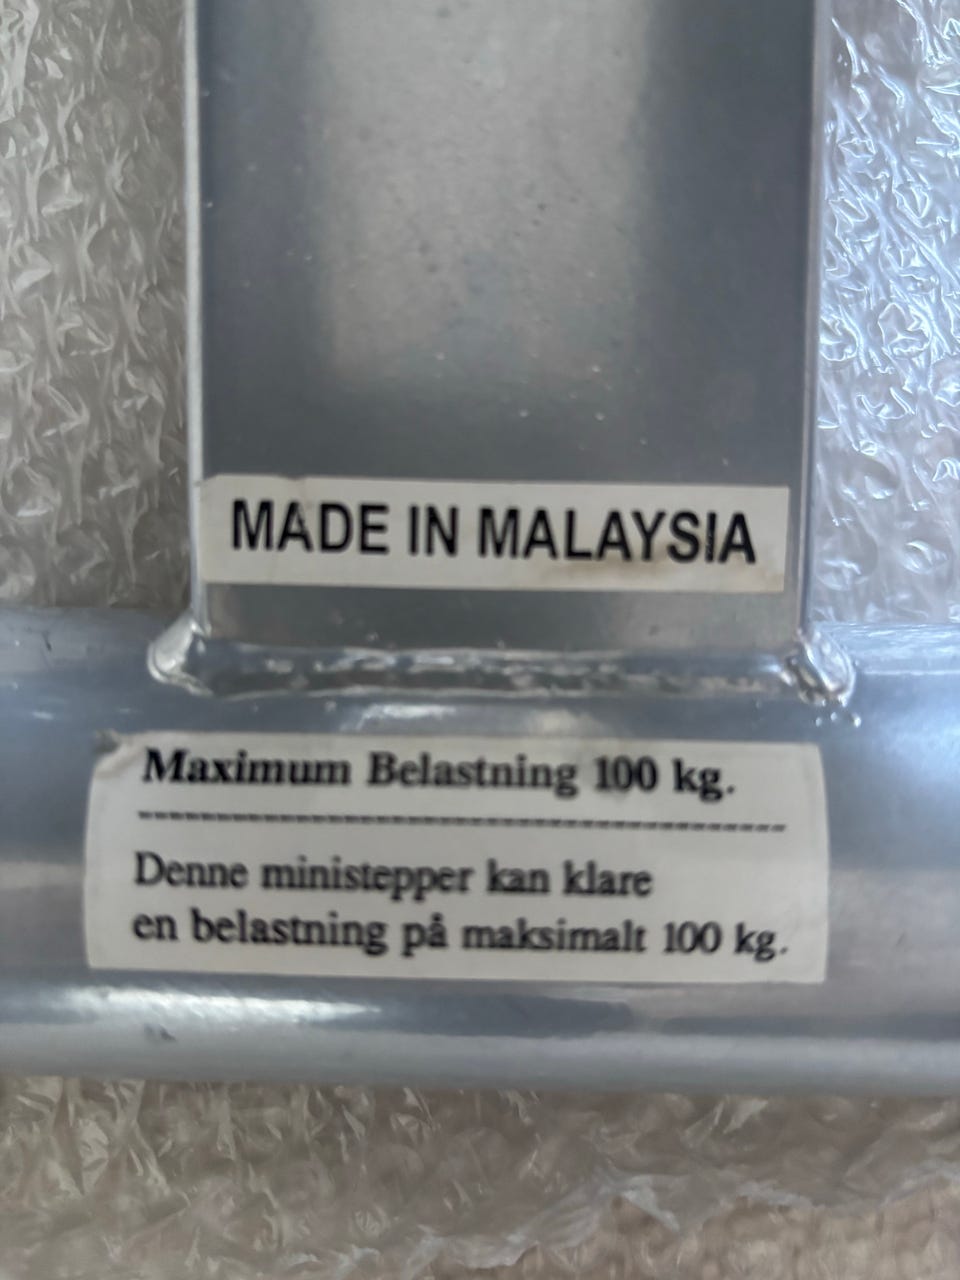 MADE IN MALAYSIA
Maximum Belastning 100 kg.
Denne ministepper kan klare
en belastning på maksimalt 100 kg.